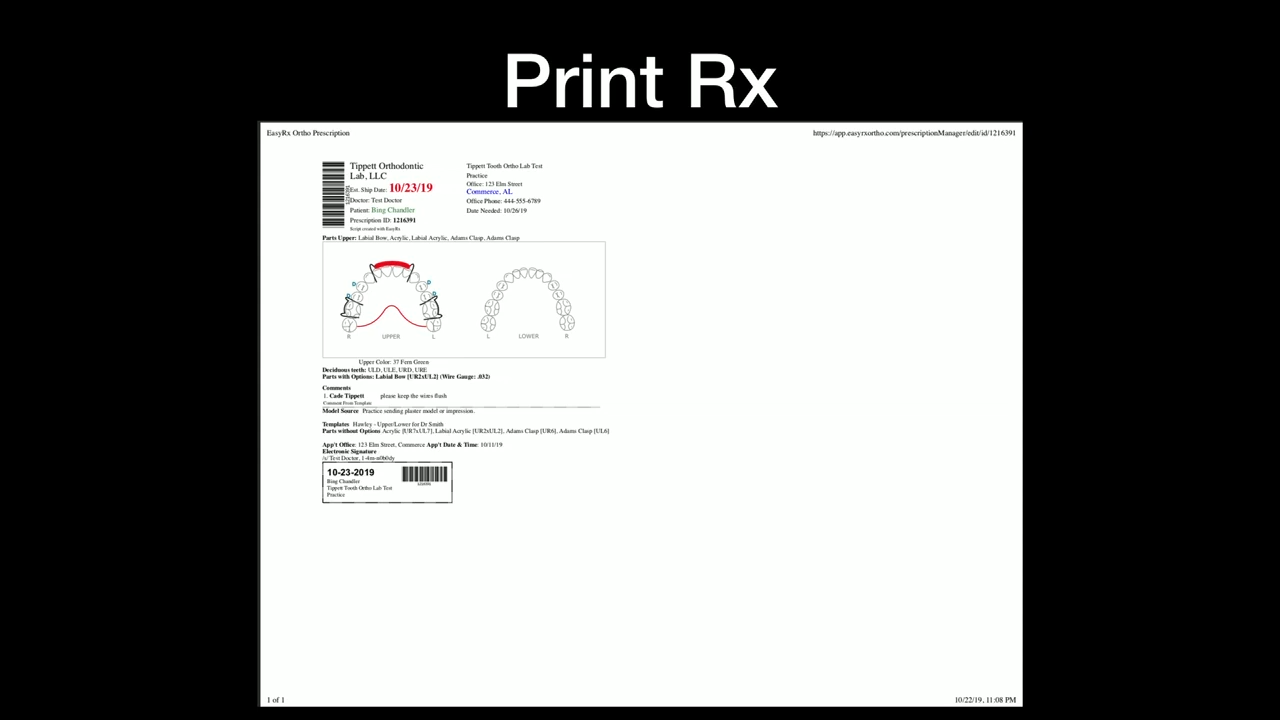 Print Rx
EasyRx Ortho Prescription
https://app.easyrxortho.com/prescriptionManager/edit/id/1216391
Tippett Orthodontic
Lab, LLC
Est. Ship Date: 10/23/19
Doctor: Test Doctor
Patient: Bing Chandler
Prescription ID: 1216391
Script created with EasyRx
1216391
Tippett Tooth Ortho Lab Test
Practice
Office: 123 Elm Street
Commerce, AL
Office Phone: 444-555-6789
Date Needed: 10/26/19
Parts Upper: Labial Bow, Acrylic, Labial Acrylic, Adams Clasp, Adams Clasp
R UPPER L
L LOWER R
Upper Color: 37 Fern Green
Deciduous teeth: ULD, ULE, URD, URE
Parts with Options: Labial Bow [UR2xUL2] (Wire Gauge: .032)
Comments
1. Cade Tippett please keep the wires flush
Comment From Template
Model Source Practice sending plaster model or impression.
Templates Hawley - Upper/Lower for Dr Smith
Parts without Options Acrylic [UR7xUL7], Labial Acrylic [UR2xUL2], Adams Clasp [UR6], Adams Clasp [UL6]
App't Office: 123 Elm Street, Commerce App't Date & Time: 10/11/19
Electronic Signature
/s/ Test Doctor,
10-23-2019
Bing Chandler
Tippett Tooth Ortho Lab Test
Practice
1 of 1
10/22/19, 11:08 PM